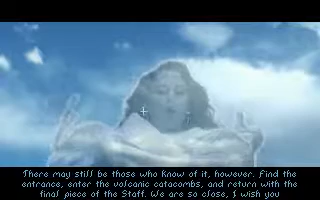 There may still be those who know of it, however. Find the
entrance, enter the volcanic catacombs, and return with the
final piece of the Staff. We are so close, I wish you